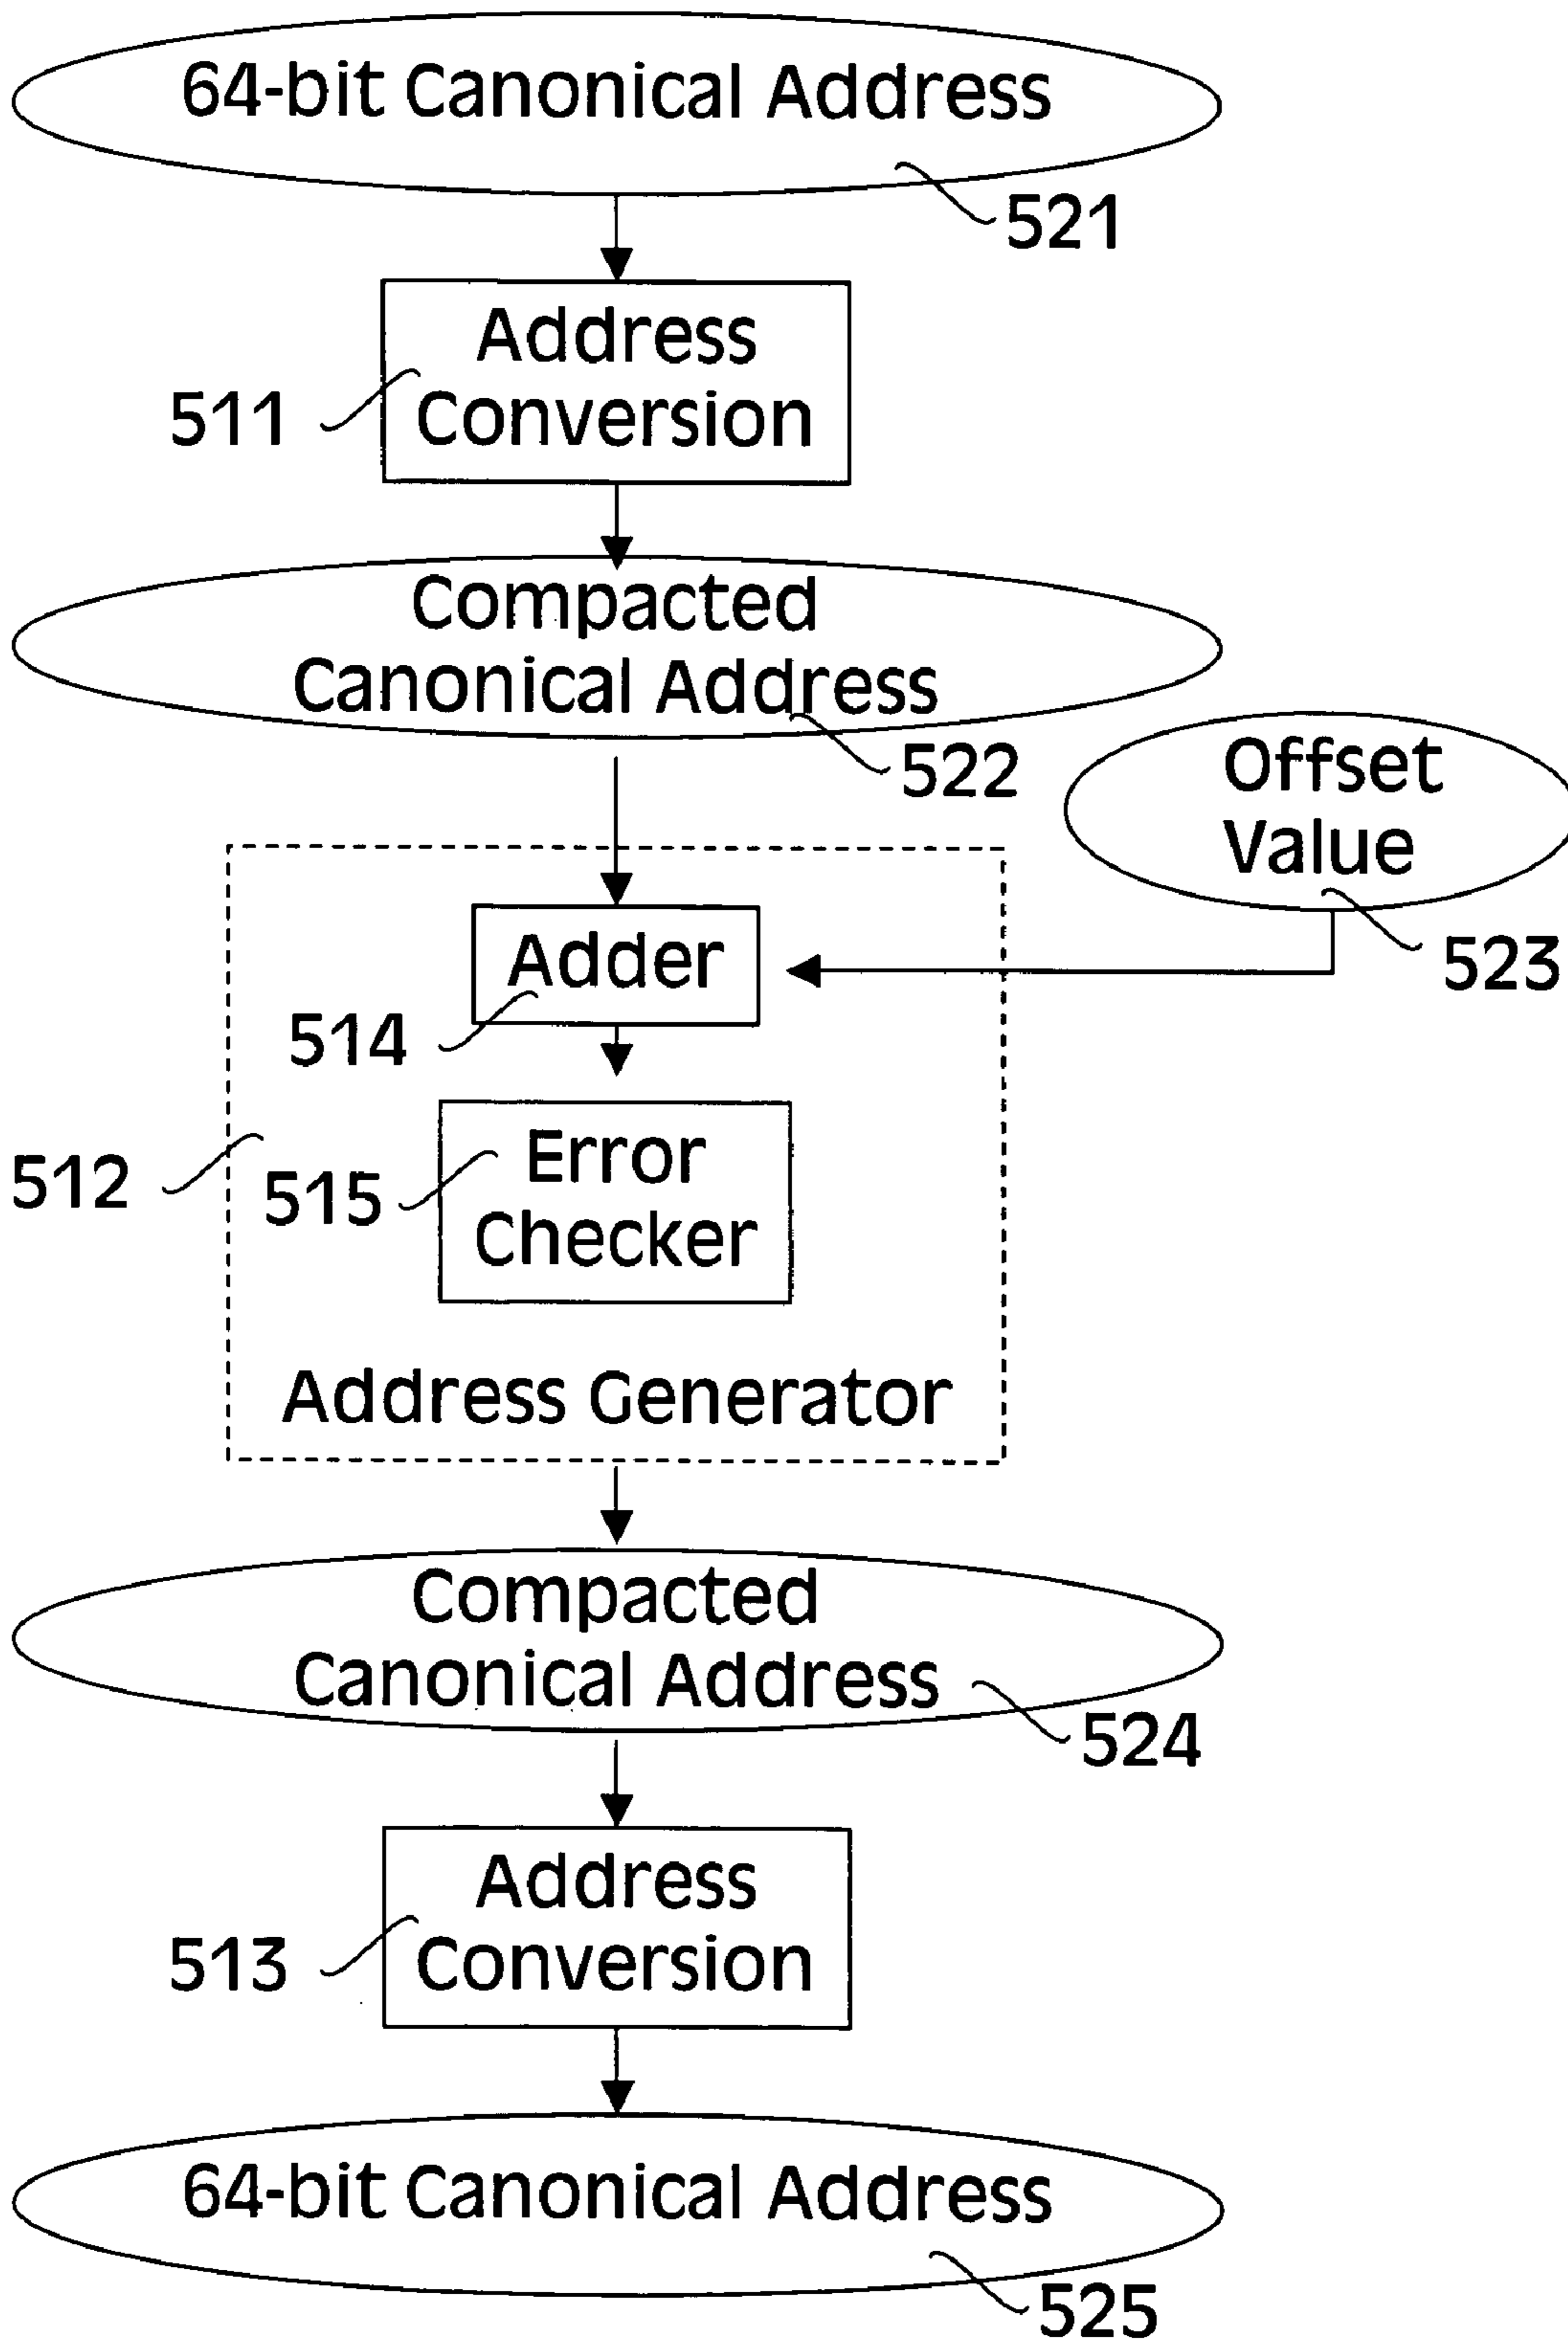 64-bit Canonical Address
521
Address
Conversion
511
Compacted
Canonical Address
522
Offset
Value
523
Adder
514
Error
Checker
515
512
Address Generator
Compacted
Canonical Address
524
Address
Conversion
513
64-bit Canonical Address
525